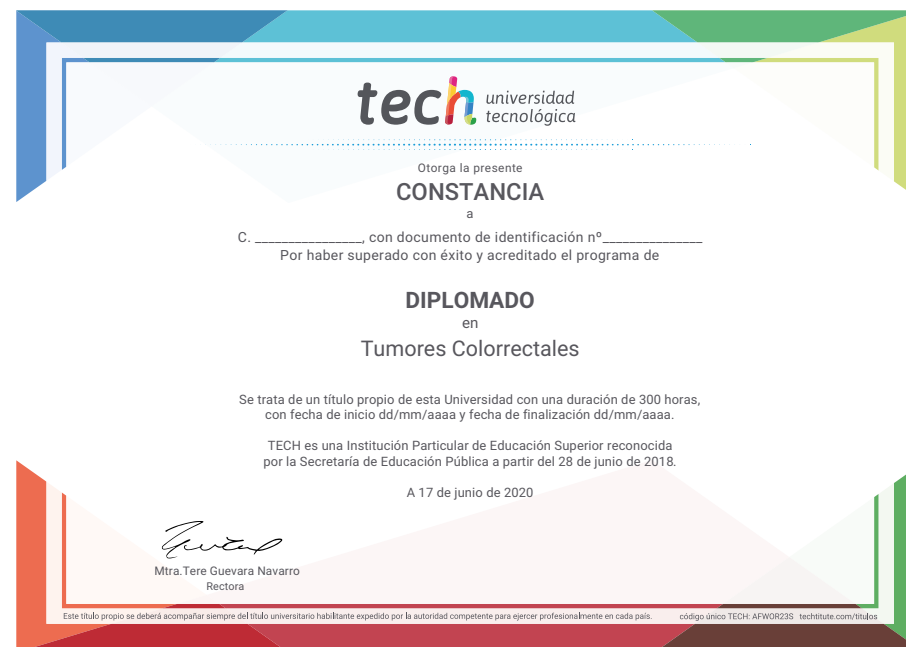 tech universidad
tecnológica
Otorga la presente
CONSTANCIA
a
C. ________________, con documento de identificación nº_______________
Por haber superado con éxito y acreditado el programa de
DIPLOMADO
en
Tumores Colorrectales
Se trata de un título propio de esta Universidad con una duración de 300 horas,
con fecha de inicio dd/mm/aaaa y fecha de finalización dd/mm/aaaa.
TECH es una Institución Particular de Educación Superior reconocida
por la Secretaría de Educación Pública a partir del 28 de junio de 2018.
A 17 de junio de 2020
Mtra.Tere Guevara Navarro
Rectora
Este título propio se deberá acompañar siempre del título universitario habilitante expedido por la autoridad competente para ejercer profesionalmente en cada país. código único TECH: AFWOR23S techtitute.com/titulos